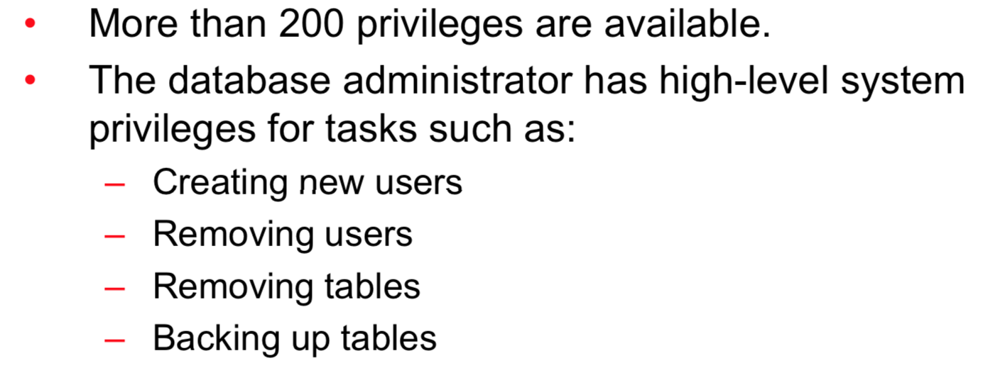 • More than 200 privileges are available.
• The database administrator has high-level system
privileges for tasks such as:
– Creating new users
– Removing users
– Removing tables
– Backing up tables